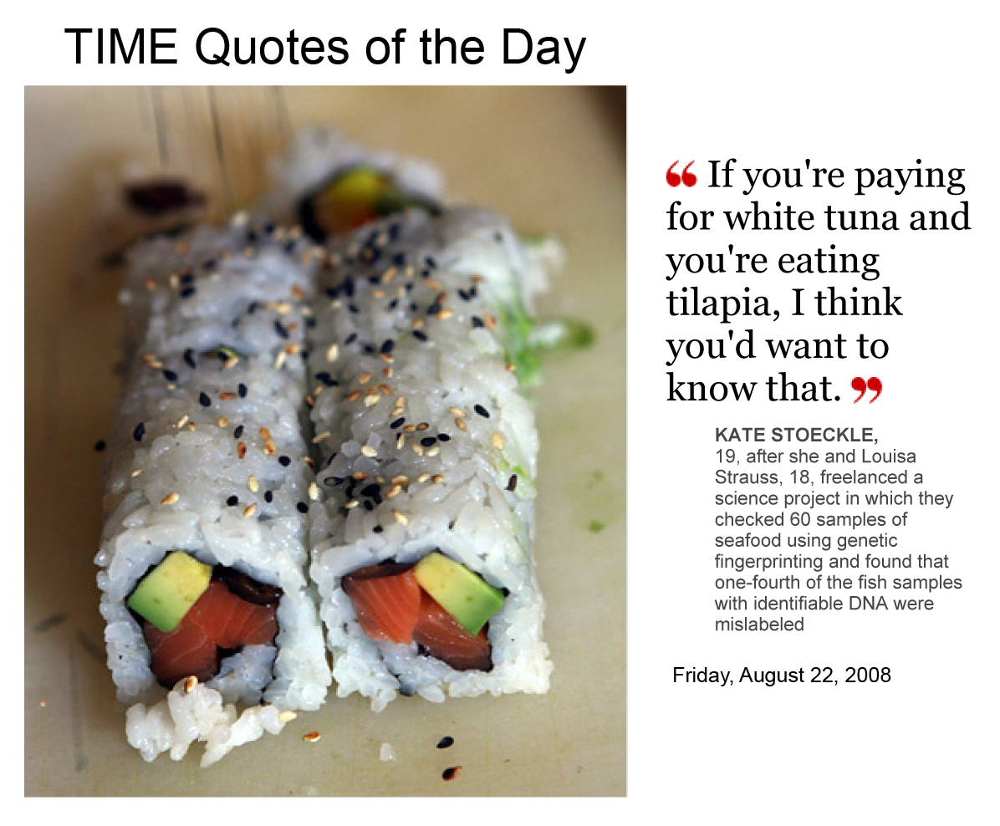 TIME Quotes of the Day
“ If you're paying
for white tuna and
you're eating
tilapia, I think
you'd want to
know that. ”
KATE STOECKLE,
19, after she and Louisa
Strauss, 18, freelanced a
science project in which they
checked 60 samples of
seafood using genetic
fingerprinting and found that
one-fourth of the fish samples
with identifiable DNA were
mislabeled
Friday, August 22, 2008